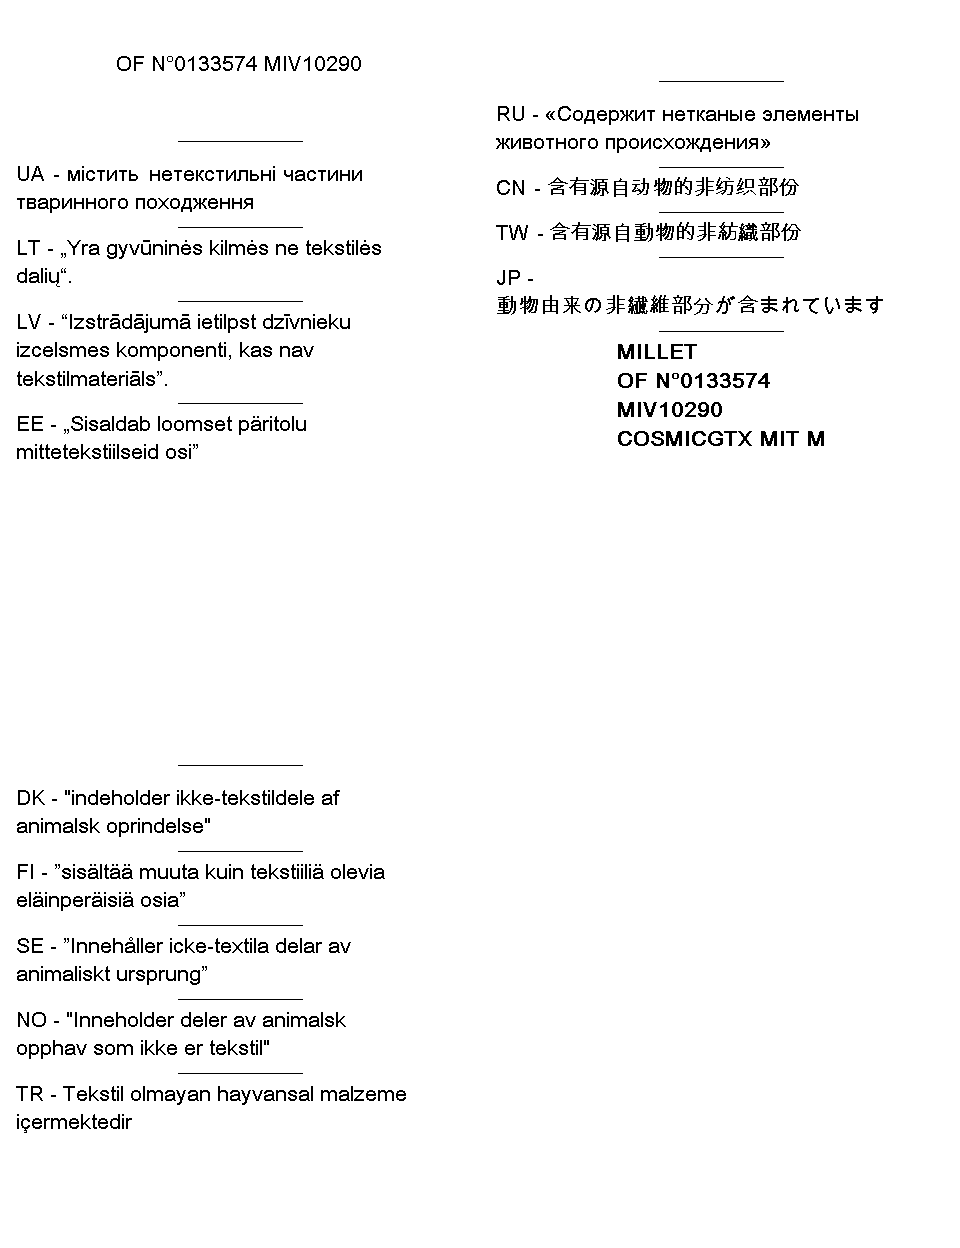 OF N°0133574 MIV10290
UA - містить нетекстильні частини
тваринного походження
LT - „Yra gyvūninės kilmės ne tekstilės
dalių“.
LV - “Izstrādājumā ietilpst dzīvnieku
izcelsmes komponenti, kas nav
tekstilmateriāls”.
EE - „Sisaldab loomset päritolu
mittetekstiilseid osi”
RU - «Содержит нетканые элементы
животного происхождения»
CN - 含有源自动物的非纺织部份
TW - 含有源自動物的非紡織部份
JP -
動物由来の非繊維部分が含まれています
MILLET
OF N°0133574
MIV10290
COSMICGTX MIT M
DK - "indeholder ikke-tekstildele af
animalsk oprindelse"
FI - ”sisältää muuta kuin tekstiiliä olevia
eläinperäisiä osia”
SE - ”Innehåller icke-textila delar av
animaliskt ursprung”
NO - "Inneholder deler av animalsk
opphav som ikke er tekstil"
TR - Tekstil olmayan hayvansal malzeme
içermektedir